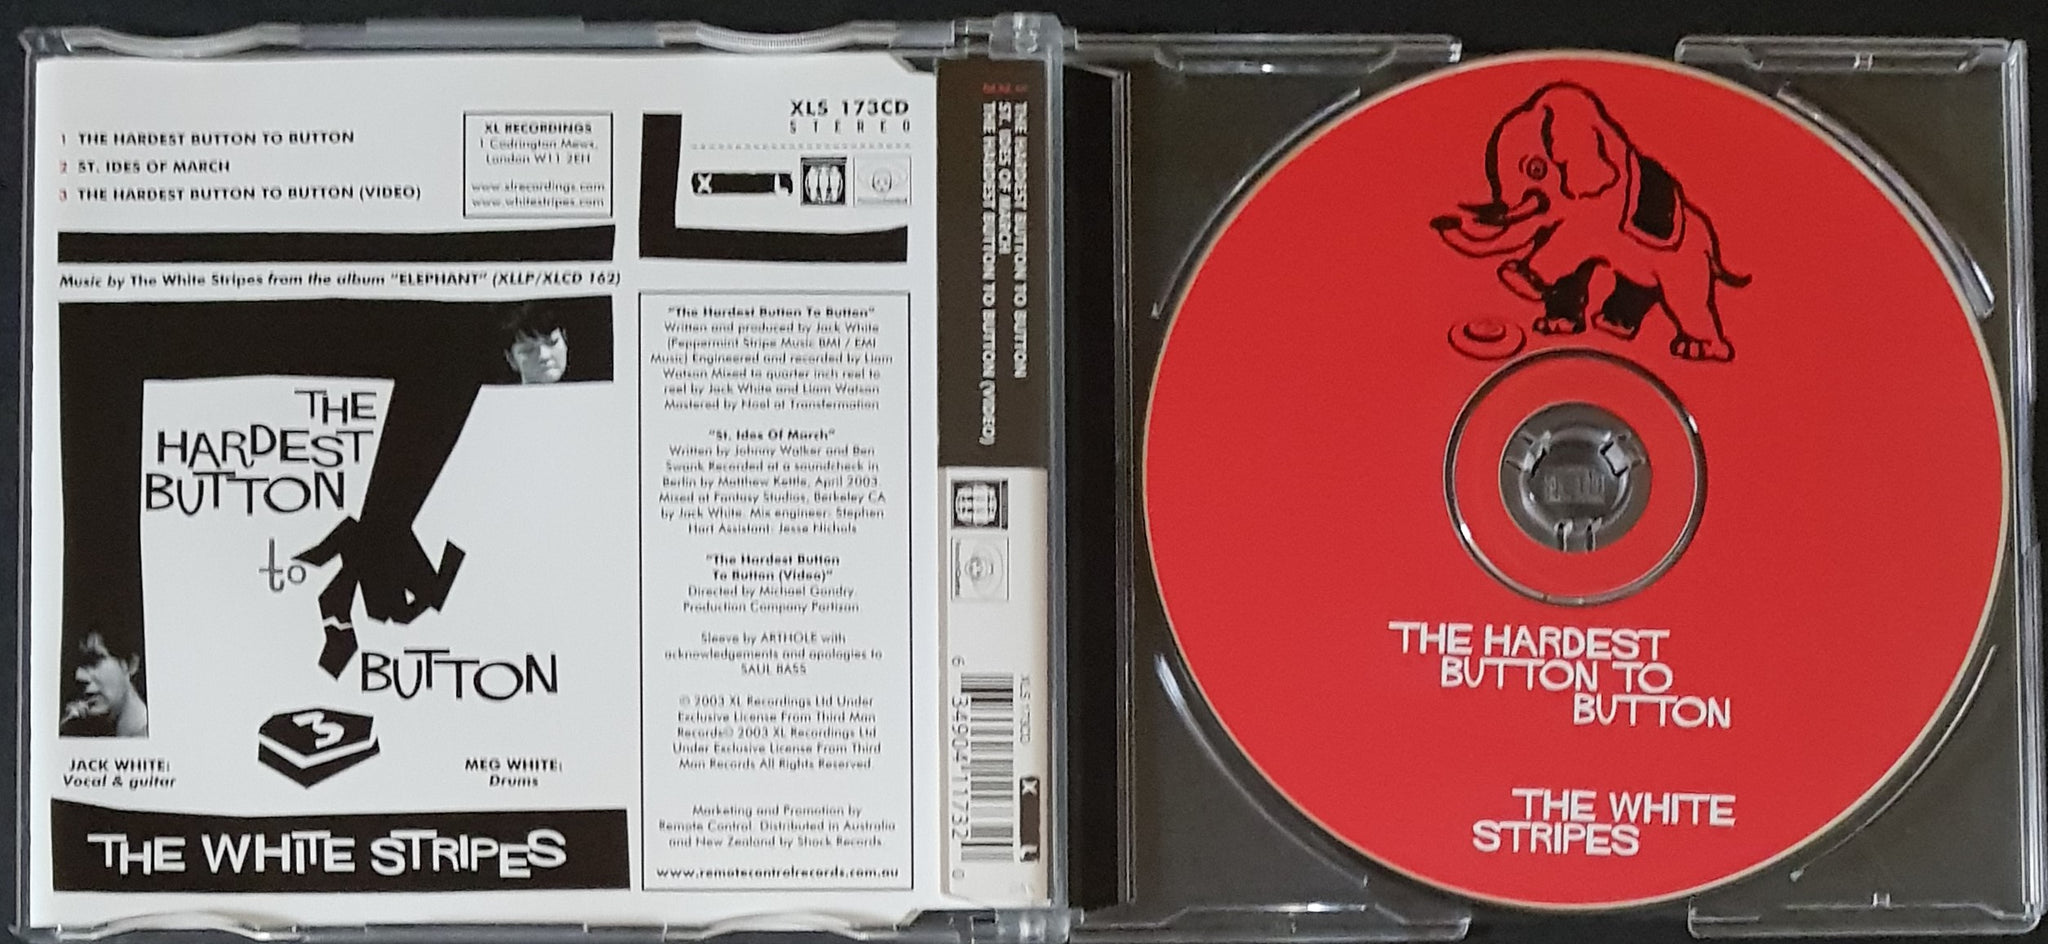 1 THE HARDEST BUTTON TO BUTTON
2 ST. IDES OF MARCH
3 THE HARDEST BUTTON TO BUTTON (VIDEO)
XL RECORDINGS
1 Codrington Mews,
London W11 2EH
www.xlrecordings.com
www.whitestripes.com
XLS 173CD
STEREO
X L
Music by The White Stripes from the album "ELEPHANT" (XLLP/XLCD 162)
THE
HARDEST
BUTTON
to
BUTTON
3
JACK WHITE:
Vocal & guitar
MEG WHITE:
Drums
THE WHITE STRIPES
"The Hardest Button To Button"
Written and produced by Jack White
(Peppermint Stripe Music BMI / EMI
Music) Engineered and recorded by Liam
Watson Mixed to quarter inch reel to
reel by Jack White and Liam Watson
Mastered by Noel at Transfermation
"St. Ides Of March"
Written by Johnny Walker and Ben
Swank Recorded at a soundcheck in
Berlin by Matthew Kettle, April 2003.
Mixed at Fantasy Studios, Berkeley CA
by Jack White. Mix engineer: Stephen
Hart Assistant: Jesse Nichols
"The Hardest Button
To Button (Video)"
Directed by Michael Gondry.
Production Company Partizan
Sleeve by ARTHOLE with
acknowledgements and apologies to
SAUL BASS
© 2003 XL Recordings Ltd Under
Exclusive License From Third Man
Records© 2003 XL Recordings Ltd
Under Exclusive License From Third
Man Records All Rights Reserved.
Marketing and Promotion by
Remote Control. Distributed in Australia
and New Zealand by Shock Records.
www.remotecontrolrecords.com.au
THE HARDEST BUTTON TO BUTTON
ST. IDES OF MARCH
THE HARDEST BUTTON TO BUTTON (VIDEO)
XLS 173CD
6 34904 11732 0
X L
THE HARDEST
BUTTON TO
BUTTON
THE WHITE
STRIPES